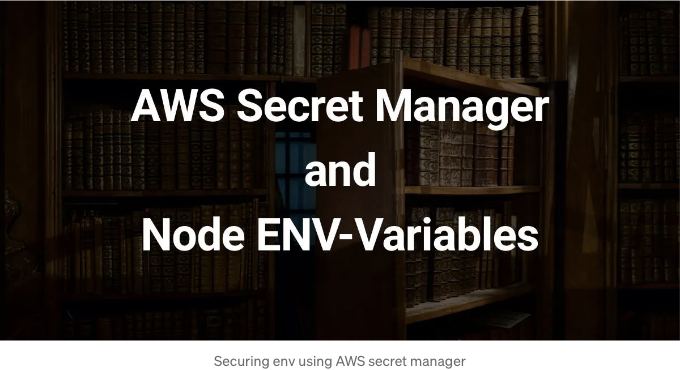 AWS Secret Manager
and
Node ENV-Variables
Securing env using AWS secret manager